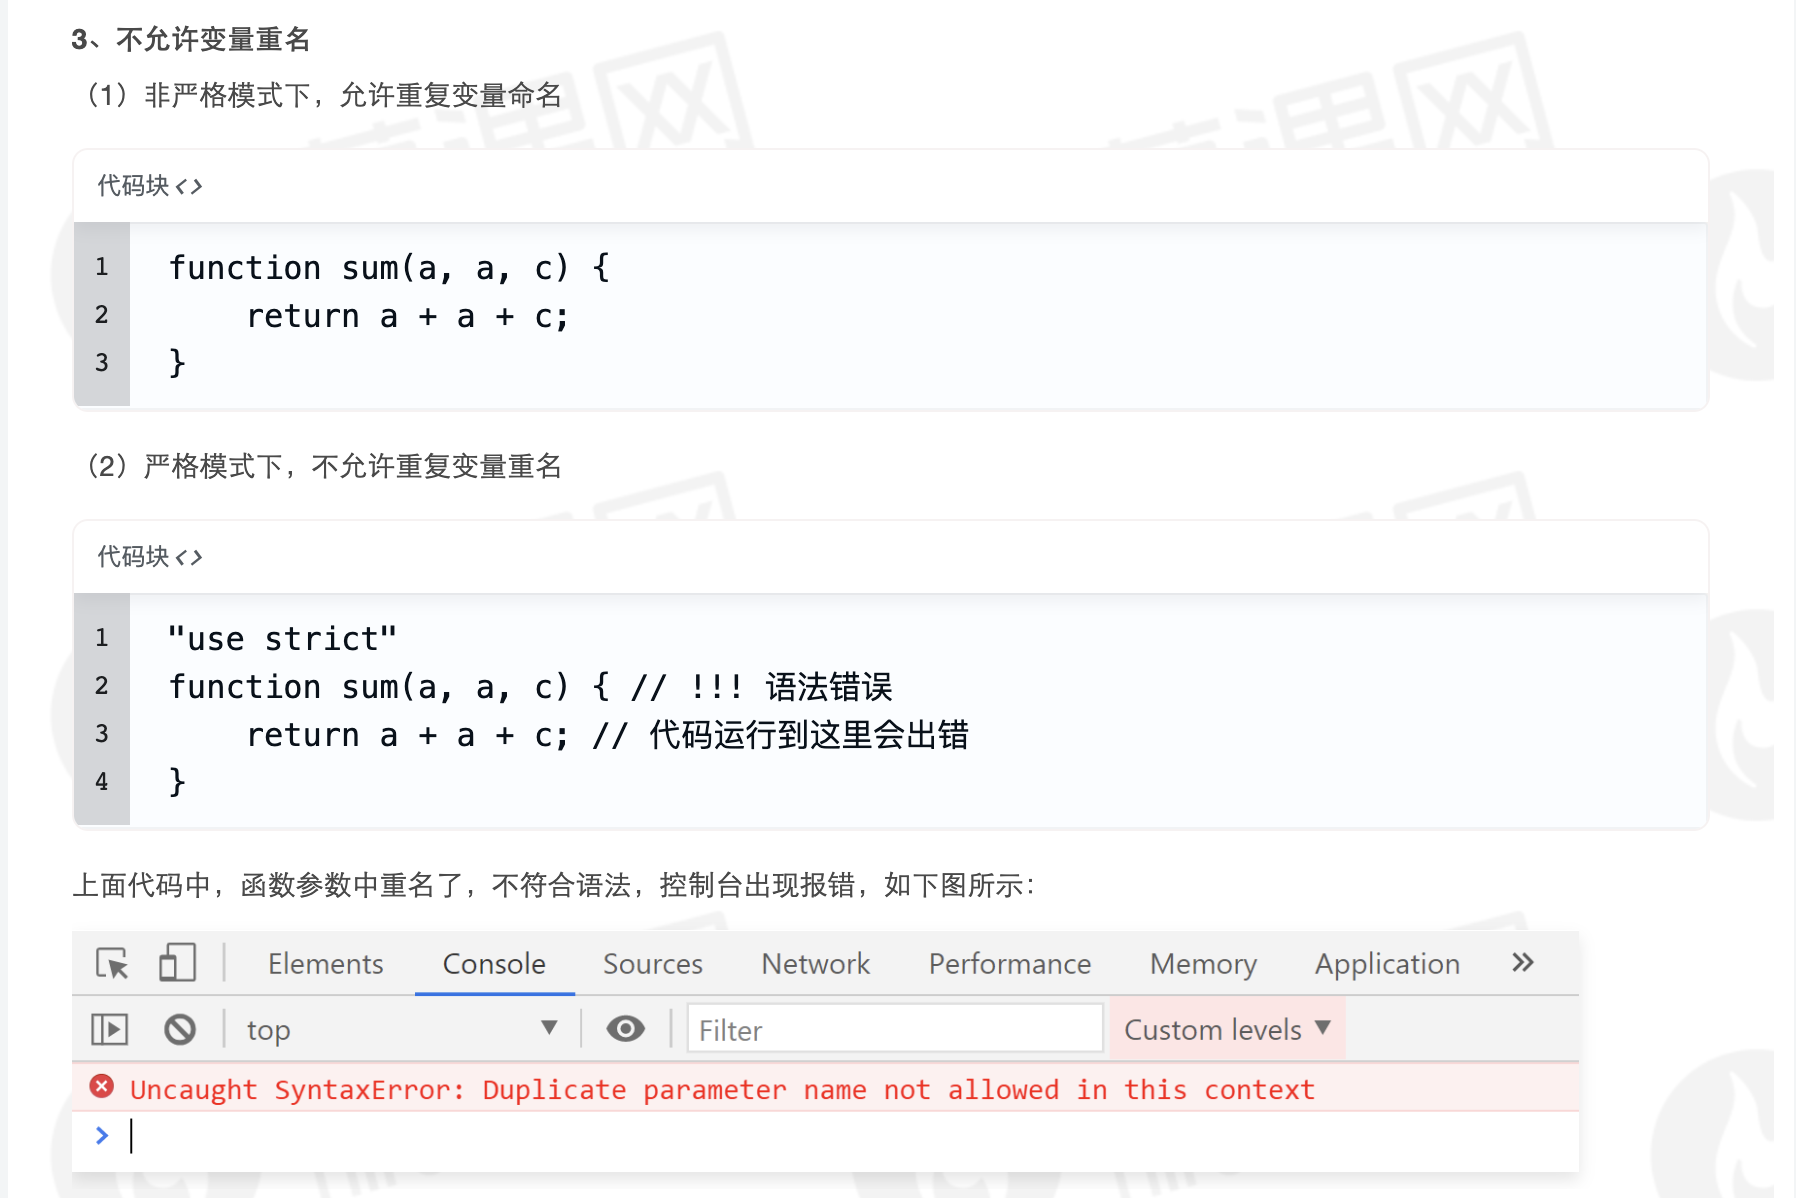 3、不允许变量重名
（1）非严格模式下，允许重复变量命名
代码块<>
1 function sum(a, a, c) {
2     return a + a + c;
3 }
（2）严格模式下，不允许重复变量重名
代码块<>
1 "use strict"
2 function sum(a, a, c) { // !!! 语法错误
3     return a + a + c; // 代码运行到这里会出错
4 }
上面代码中，函数参数中重名了，不符合语法，控制台出现报错，如下图所示：
Elements Console Sources Network Performance Memory Application »
top ▼ Filter Custom levels ▼
Uncaught SyntaxError: Duplicate parameter name not allowed in this context
>